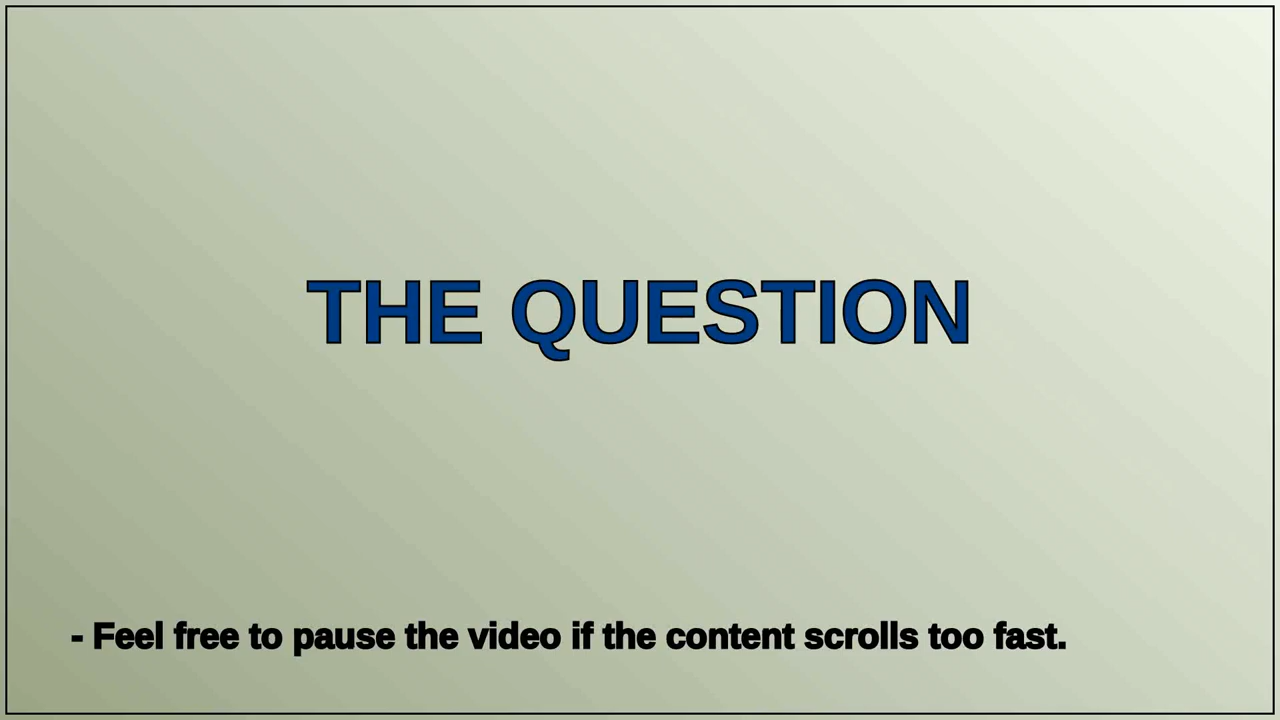 THE QUESTION
- Feel free to pause the video if the content scrolls too fast.